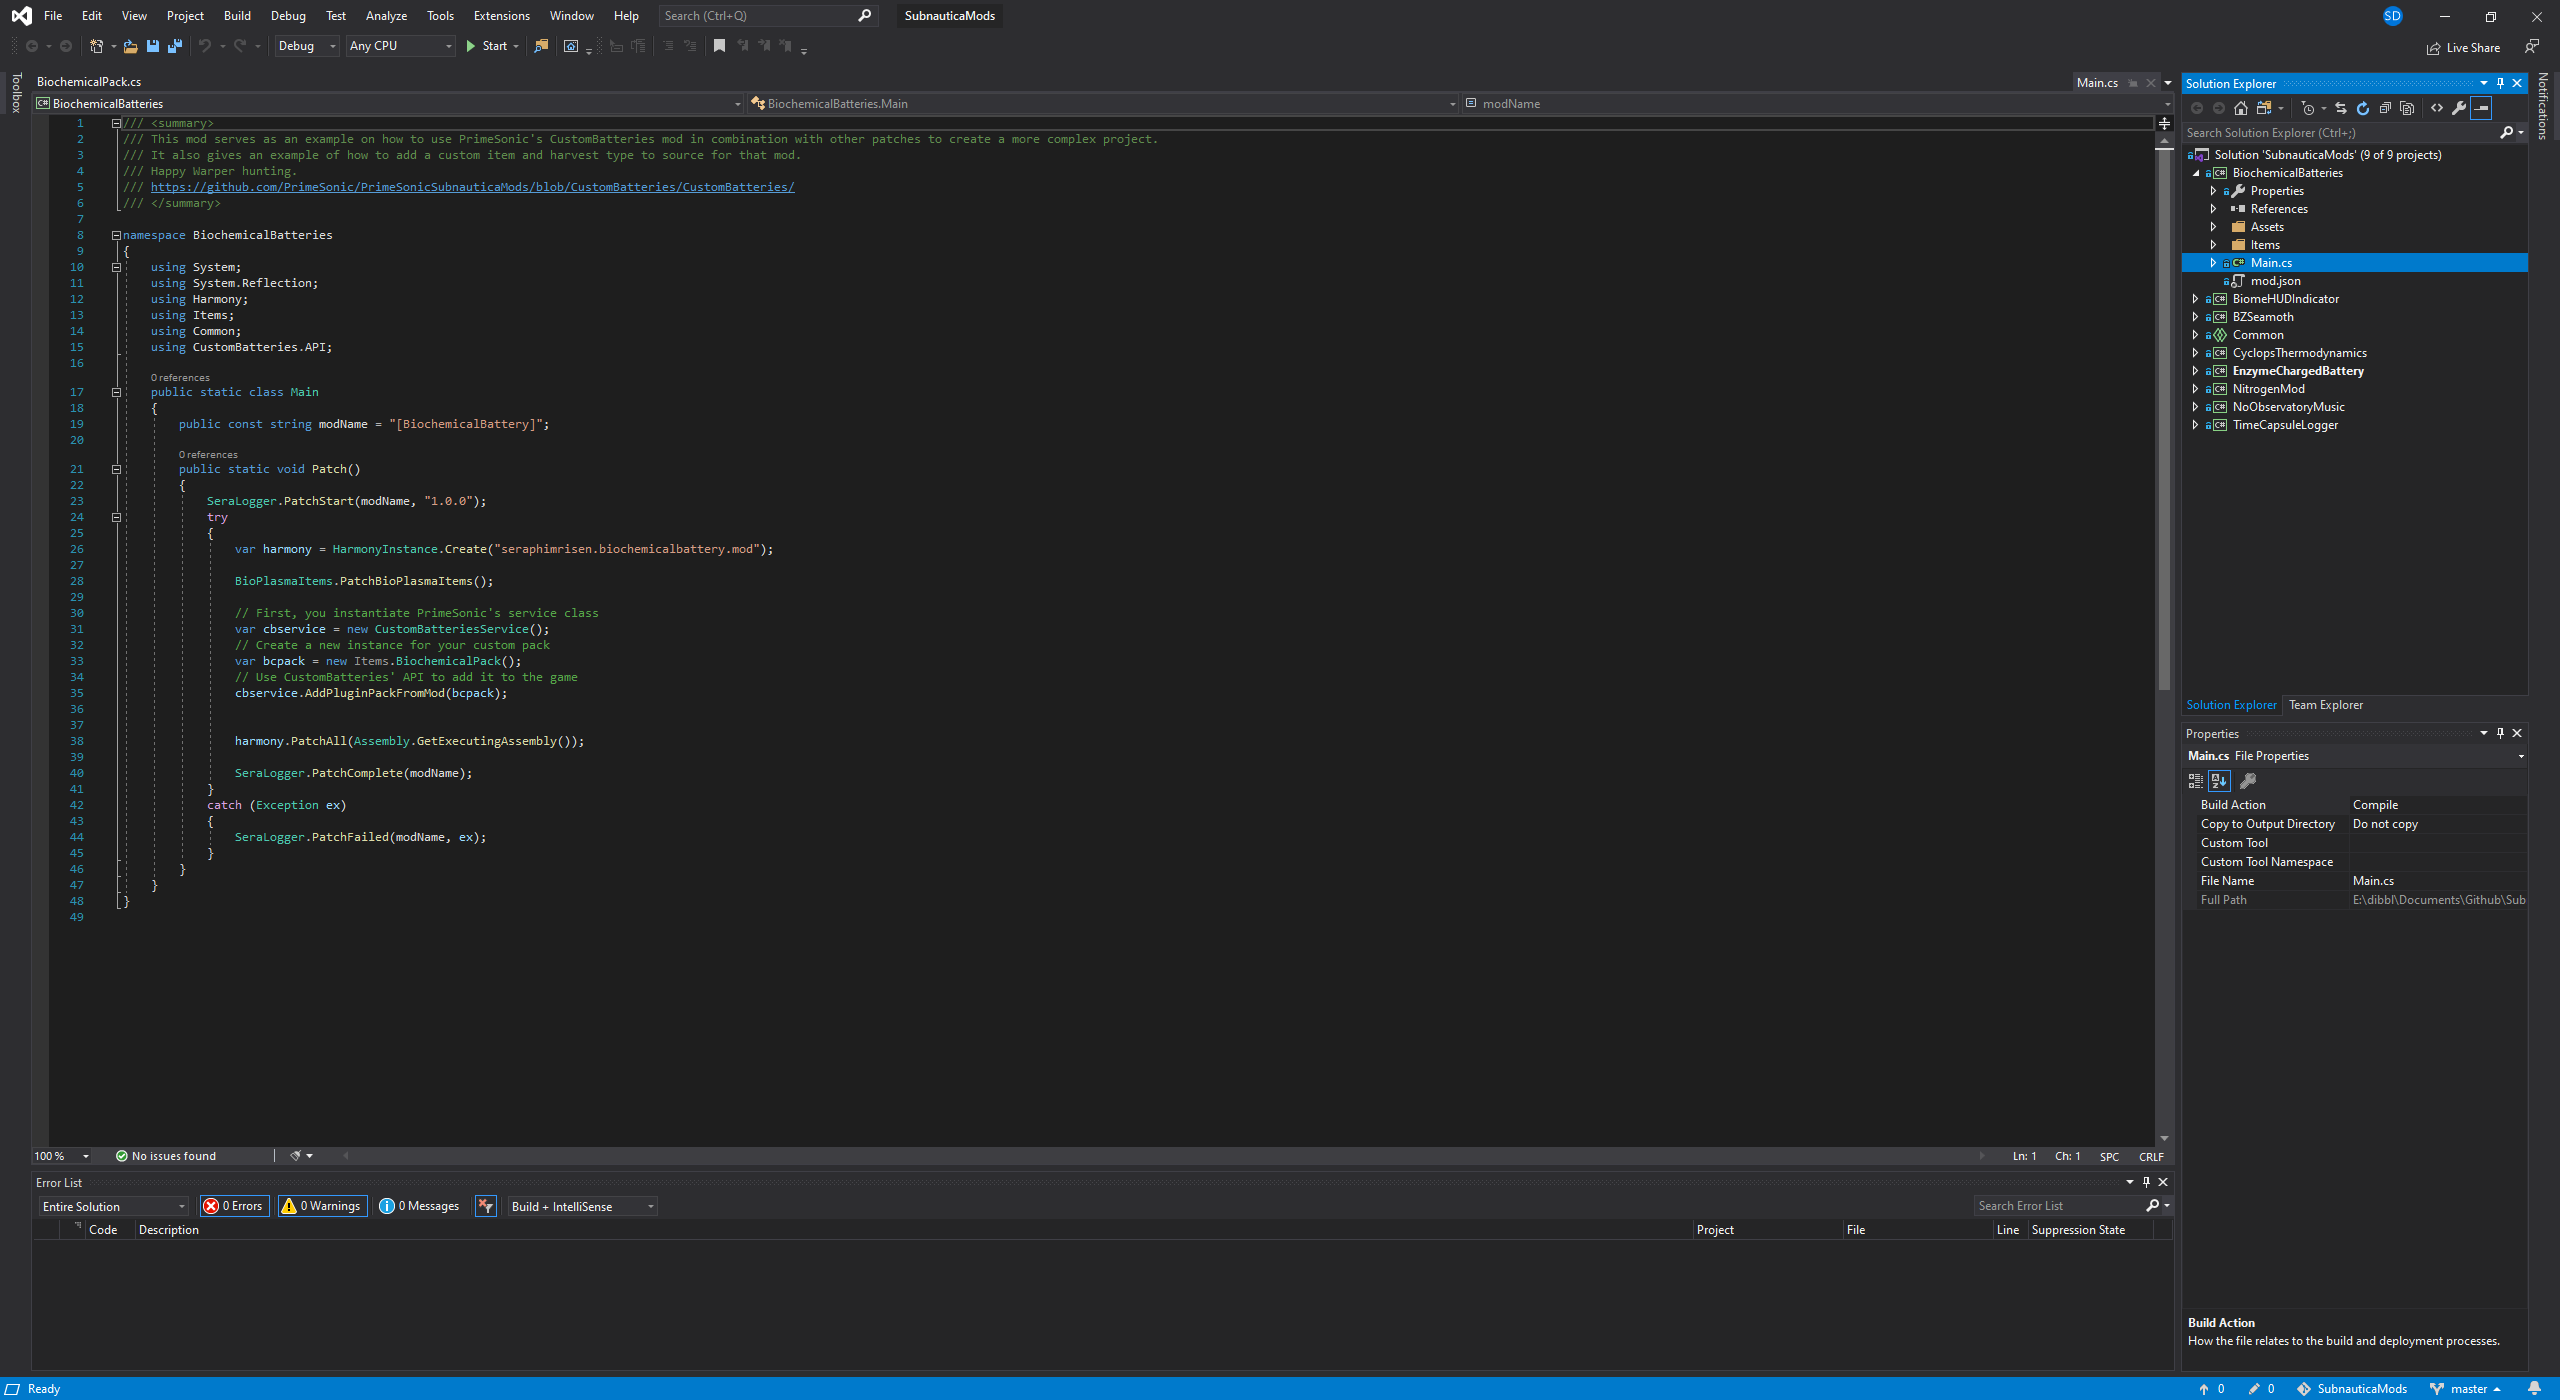 File Edit View Project Build Debug Test Analyze Tools Extensions Window Help Search (Ctrl+Q) SubnauticaMods SD
Debug Any CPU Start Live Share
Toolbox
BiochemicalPack.cs Main.cs
BiochemicalBatteries BiochemicalBatteries.Main modName
1 /// <summary>
2 /// This mod serves as an example on how to use PrimeSonic's CustomBatteries mod in combination with other patches to create a more complex project.
3 /// It also gives an example of how to add a custom item and harvest type to source for that mod.
4 /// Happy Warper hunting.
5 /// https://github.com/PrimeSonic/PrimeSonicSubnauticaMods/blob/CustomBatteries/CustomBatteries/
6 /// </summary>
7
8 namespace BiochemicalBatteries
9 {
10 using System;
11 using System.Reflection;
12 using Harmony;
13 using Items;
14 using Common;
15 using CustomBatteries.API;
16
0 references
17 public static class Main
18 {
19 public const string modName = "[BiochemicalBattery]";
20
0 references
21 public static void Patch()
22 {
23 SeraLogger.PatchStart(modName, "1.0.0");
24 try
25 {
26 var harmony = HarmonyInstance.Create("seraphimrisen.biochemicalbattery.mod");
27
28 BioPlasmaItems.PatchBioPlasmaItems();
29
30 // First, you instantiate PrimeSonic's service class
31 var cbservice = new CustomBatteriesService();
32 // Create a new instance for your custom pack
33 var bcpack = new Items.BiochemicalPack();
34 // Use CustomBatteries' API to add it to the game
35 cbservice.AddPluginPackFromMod(bcpack);
36
37
38 harmony.PatchAll(Assembly.GetExecutingAssembly());
39
40 SeraLogger.PatchComplete(modName);
41 }
42 catch (Exception ex)
43 {
44 SeraLogger.PatchFailed(modName, ex);
45 }
46 }
47 }
48 }
49
100 % No issues found Ln: 1 Ch: 1 SPC CRLF
Error List
Entire Solution 0 Errors 0 Warnings 0 Messages Build + IntelliSense Search Error List
Code Description Project File Line Suppression State
Solution Explorer
Search Solution Explorer (Ctrl+;)
Solution 'SubnauticaMods' (9 of 9 projects)
BiochemicalBatteries
Properties
References
Assets
Items
Main.cs
mod.json
BiomeHUDIndicator
BZSeamoth
Common
CyclopsThermodynamics
EnzymeChargedBattery
NitrogenMod
NoObservatoryMusic
TimeCapsuleLogger
Solution Explorer Team Explorer
Properties
Main.cs File Properties
Build Action Compile
Copy to Output Directory Do not copy
Custom Tool
Custom Tool Namespace
File Name Main.cs
Full Path E:\dibbl\Documents\Github\Sub
Build Action
How the file relates to the build and deployment processes.
Notifications
Ready 0 0 SubnauticaMods master